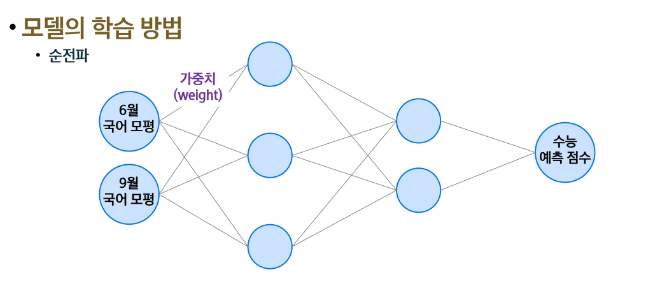 • 모델의 학습 방법
• 순전파
가중치
(weight)
6월
국어 모평
9월
국어 모평
수능
예측 점수